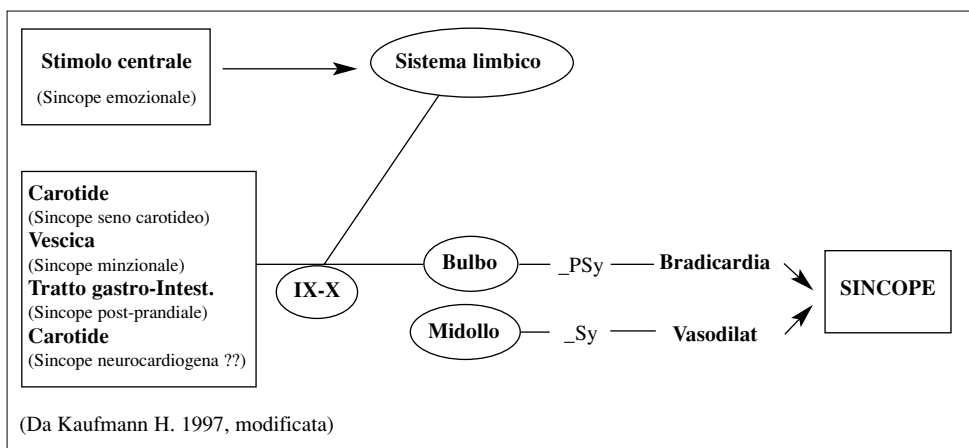 Stimolo centrale
(Sincope emozionale)
Sistema limbico
Carotide
(Sincope seno carotideo)
Vescica
(Sincope minzionale)
Tratto gastro-Intest.
(Sincope post-prandiale)
Carotide
(Sincope neurocardiogena ??)
IX-X
Bulbo
_PSy
Bradicardia
Midollo
_Sy
Vasodilat
SINCOPE
(Da Kaufmann H. 1997, modificata)